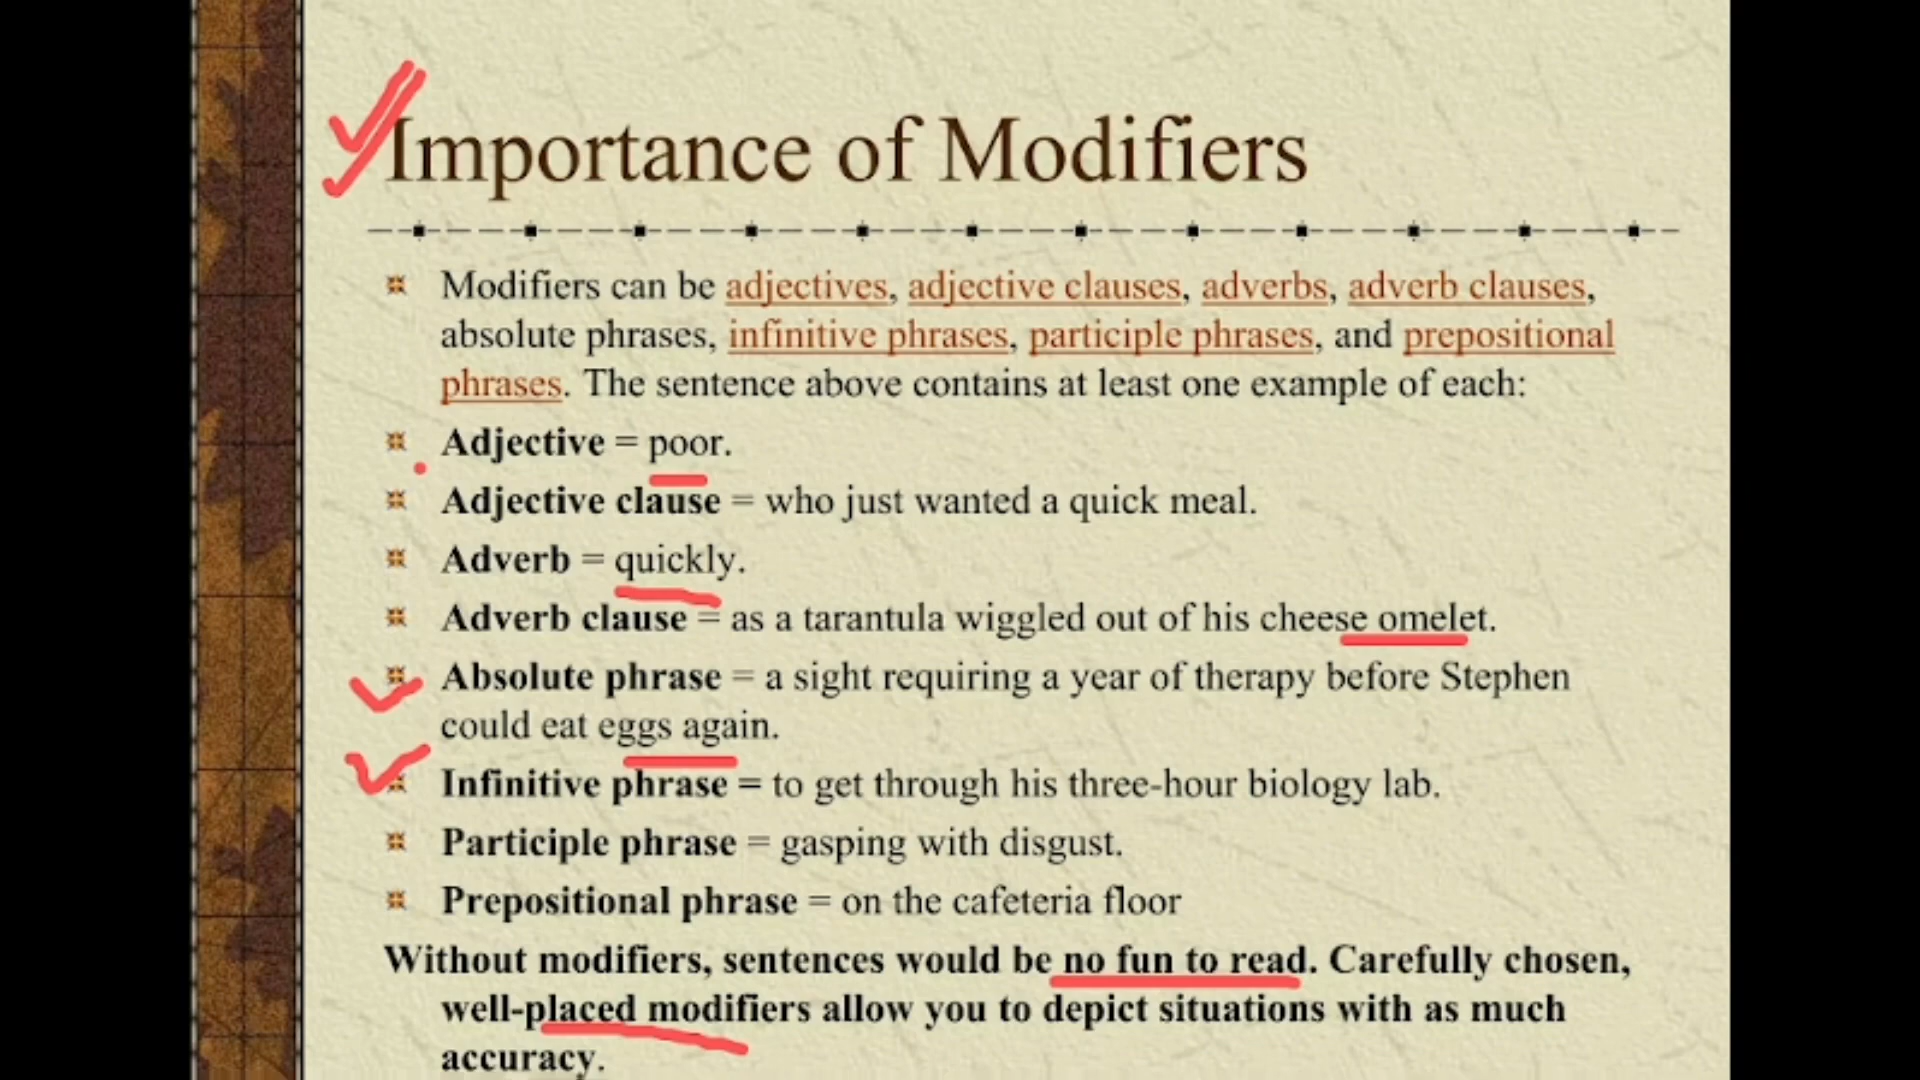 Importance of Modifiers
Modifiers can be adjectives, adjective clauses, adverbs, adverb clauses,
absolute phrases, infinitive phrases, participle phrases, and prepositional
phrases. The sentence above contains at least one example of each:
Adjective = poor.
Adjective clause = who just wanted a quick meal.
Adverb = quickly.
Adverb clause = as a tarantula wiggled out of his cheese omelet.
Absolute phrase = a sight requiring a year of therapy before Stephen
could eat eggs again.
Infinitive phrase = to get through his three-hour biology lab.
Participle phrase = gasping with disgust.
Prepositional phrase = on the cafeteria floor
Without modifiers, sentences would be no fun to read. Carefully chosen,
well-placed modifiers allow you to depict situations with as much
accuracy.